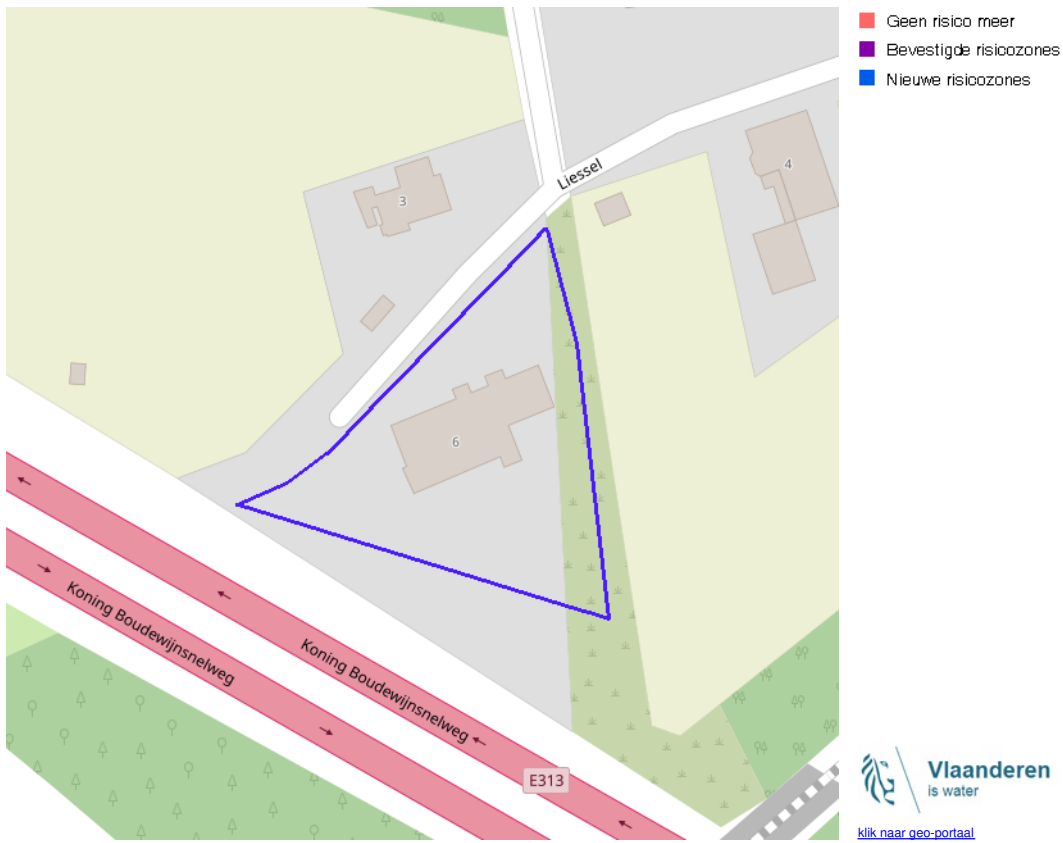 Geen risico meer
Bevestigde risicozones
Nieuwe risicozones
Liessel
4
3
6
Koning Boudewijnsnelweg
Koning Boudewijnsnelweg
E313
Vlaanderen
is water
klik naar geo-portaal